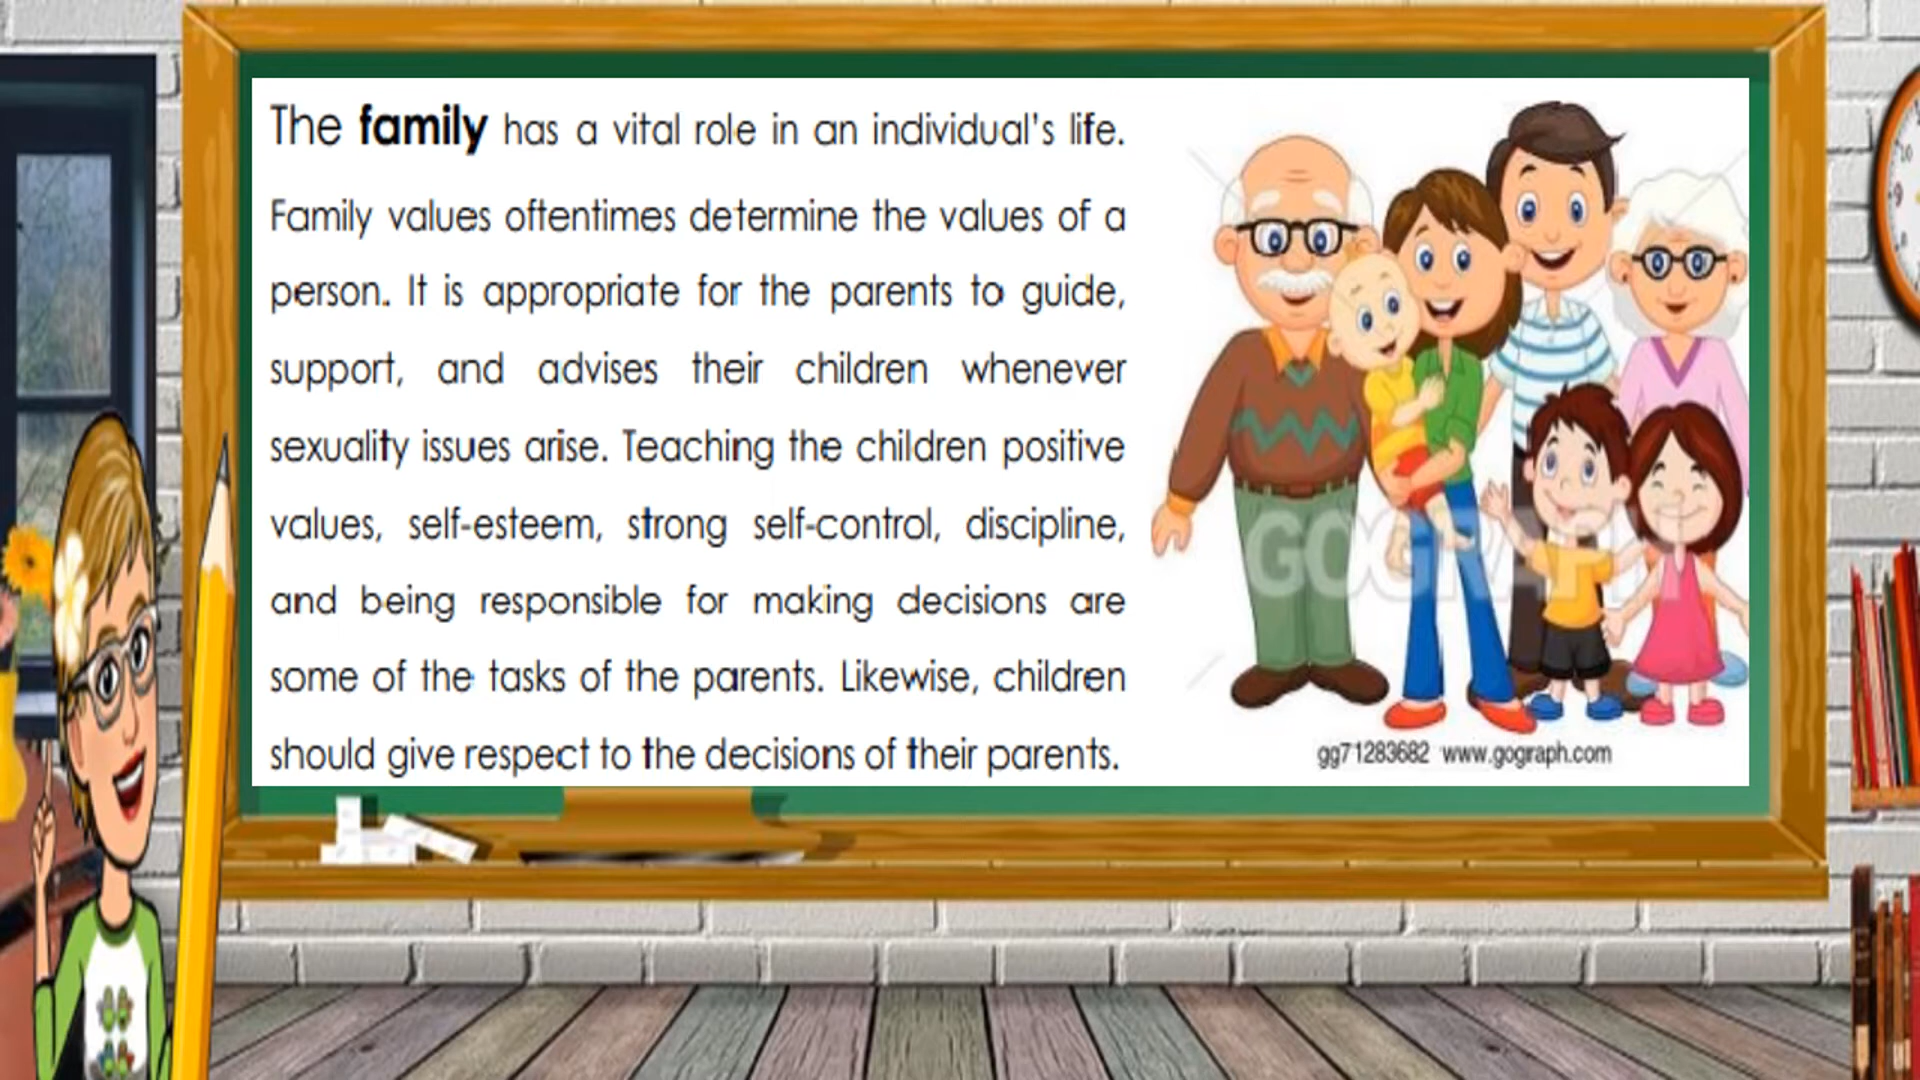 The family has a vital role in an individual's life.
Family values oftentimes determine the values of a
person. It is appropriate for the parents to guide,
support, and advises their children whenever
sexuality issues arise. Teaching the children positive
values, self-esteem, strong self-control, discipline,
and being responsible for making decisions are
some of the tasks of the parents. Likewise, children
should give respect to the decisions of their parents.
GOGRAPH
gg71283682 www.gograph.com
10
9